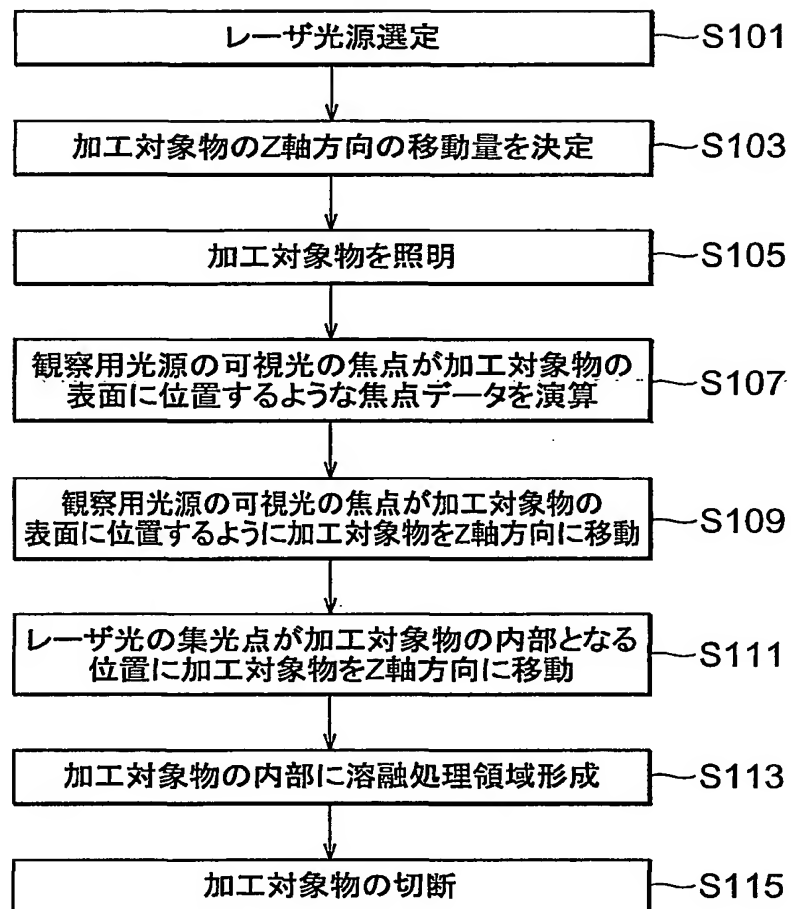 レーザ光源選定
S101
加工対象物のZ軸方向の移動量を決定
S103
加工対象物を照明
S105
観察用光源の可視光の焦点が加工対象物の
表面に位置するような焦点データを演算
S107
観察用光源の可視光の焦点が加工対象物の
表面に位置するように加工対象物をZ軸方向に移動
S109
レーザ光の集光点が加工対象物の内部となる
位置に加工対象物をZ軸方向に移動
S111
加工対象物の内部に溶融処理領域形成
S113
加工対象物の切断
S115